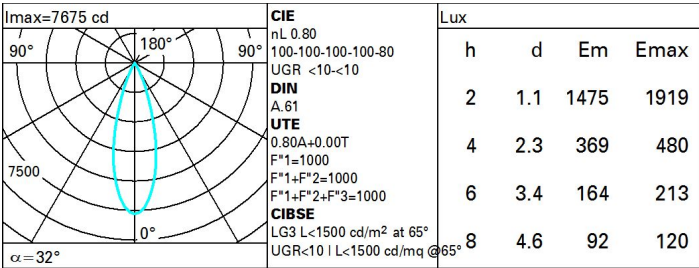 Imax=7675 cd
90°
180°
90°
7500
0°
α=32°
CIE
nL 0.80
100-100-100-100-80
UGR <10-<10
DIN
A.61
UTE
0.80A+0.00T
F"1=1000
F"1+F"2=1000
F"1+F"2+F"3=1000
CIBSE
LG3 L<1500 cd/m² at 65°
UGR<10 | L<1500 cd/mq @65°
Lux
h d Em Emax
2 1.1 1475 1919
4 2.3 369 480
6 3.4 164 213
8 4.6 92 120